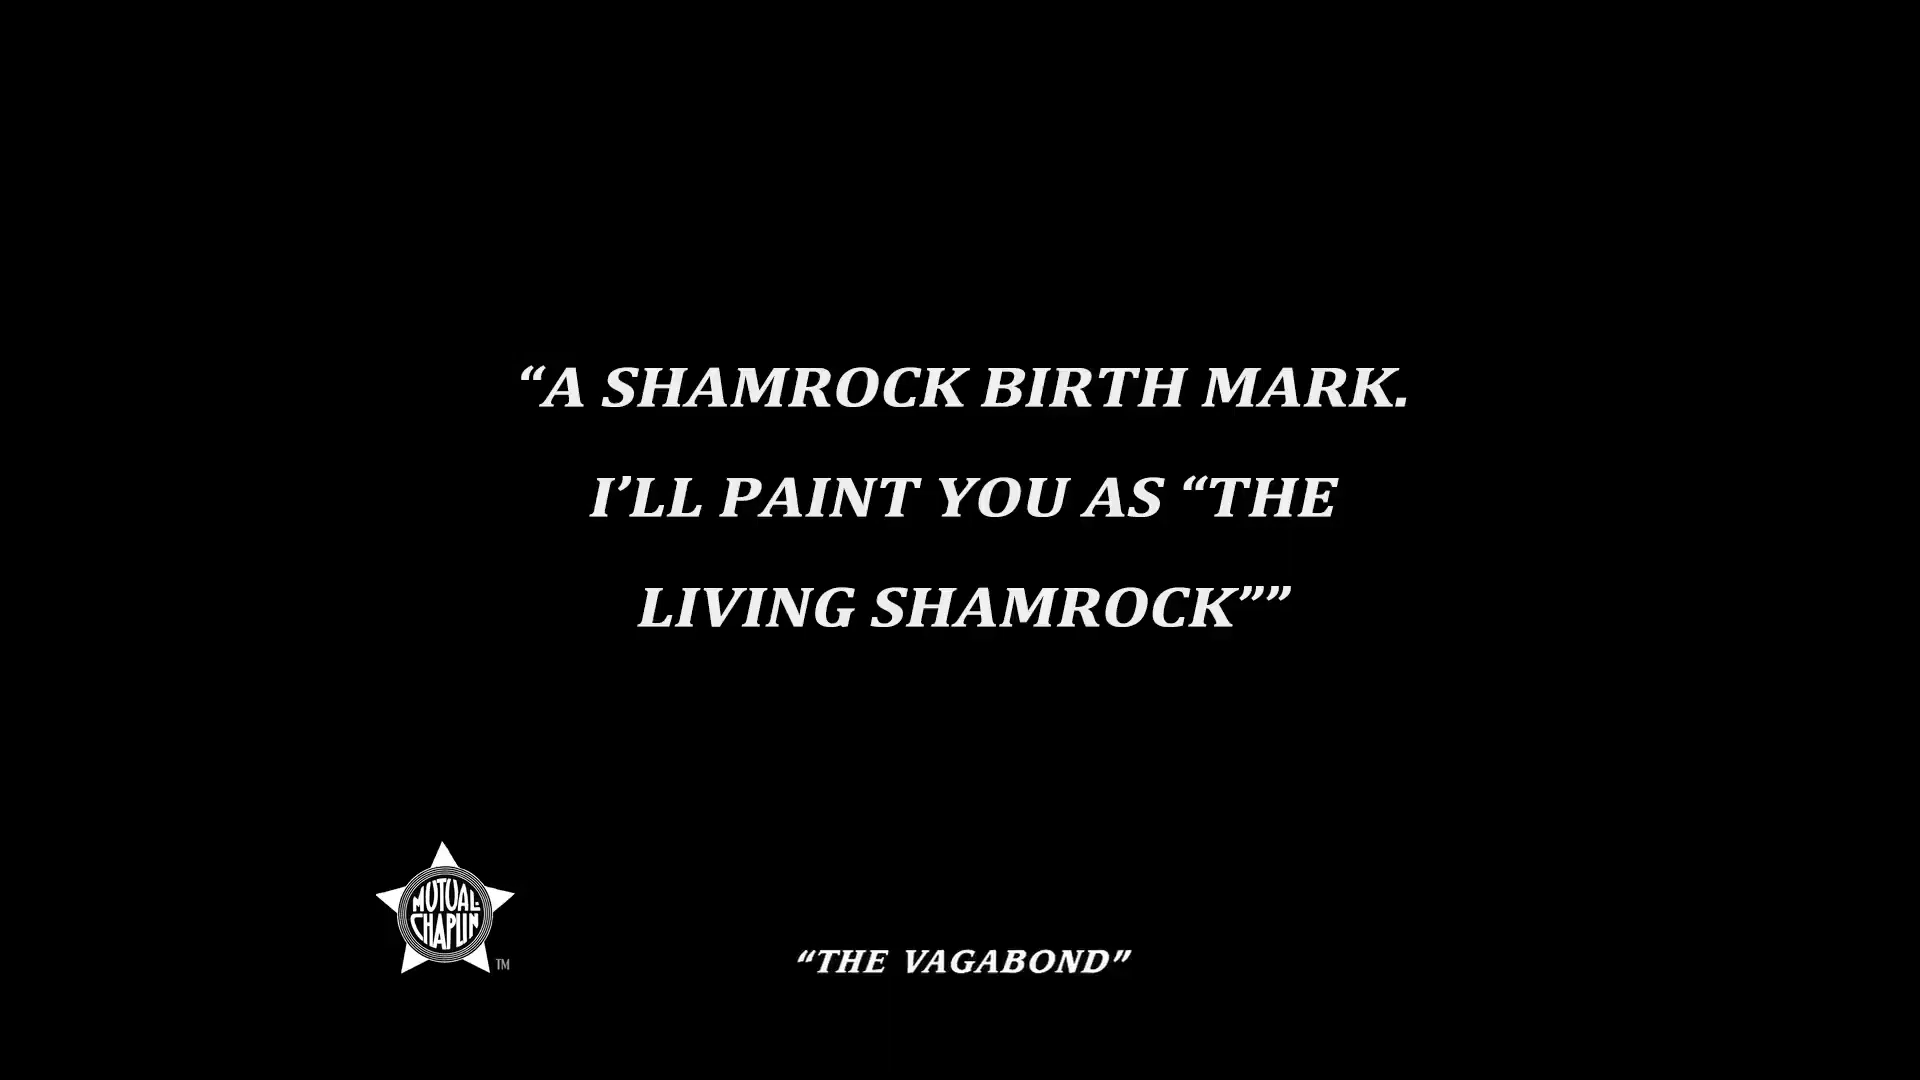 “A SHAMROCK BIRTH MARK.
I’LL PAINT YOU AS “THE
LIVING SHAMROCK””
MUTUAL-
CHAPLIN
TM
“THE VAGABOND”